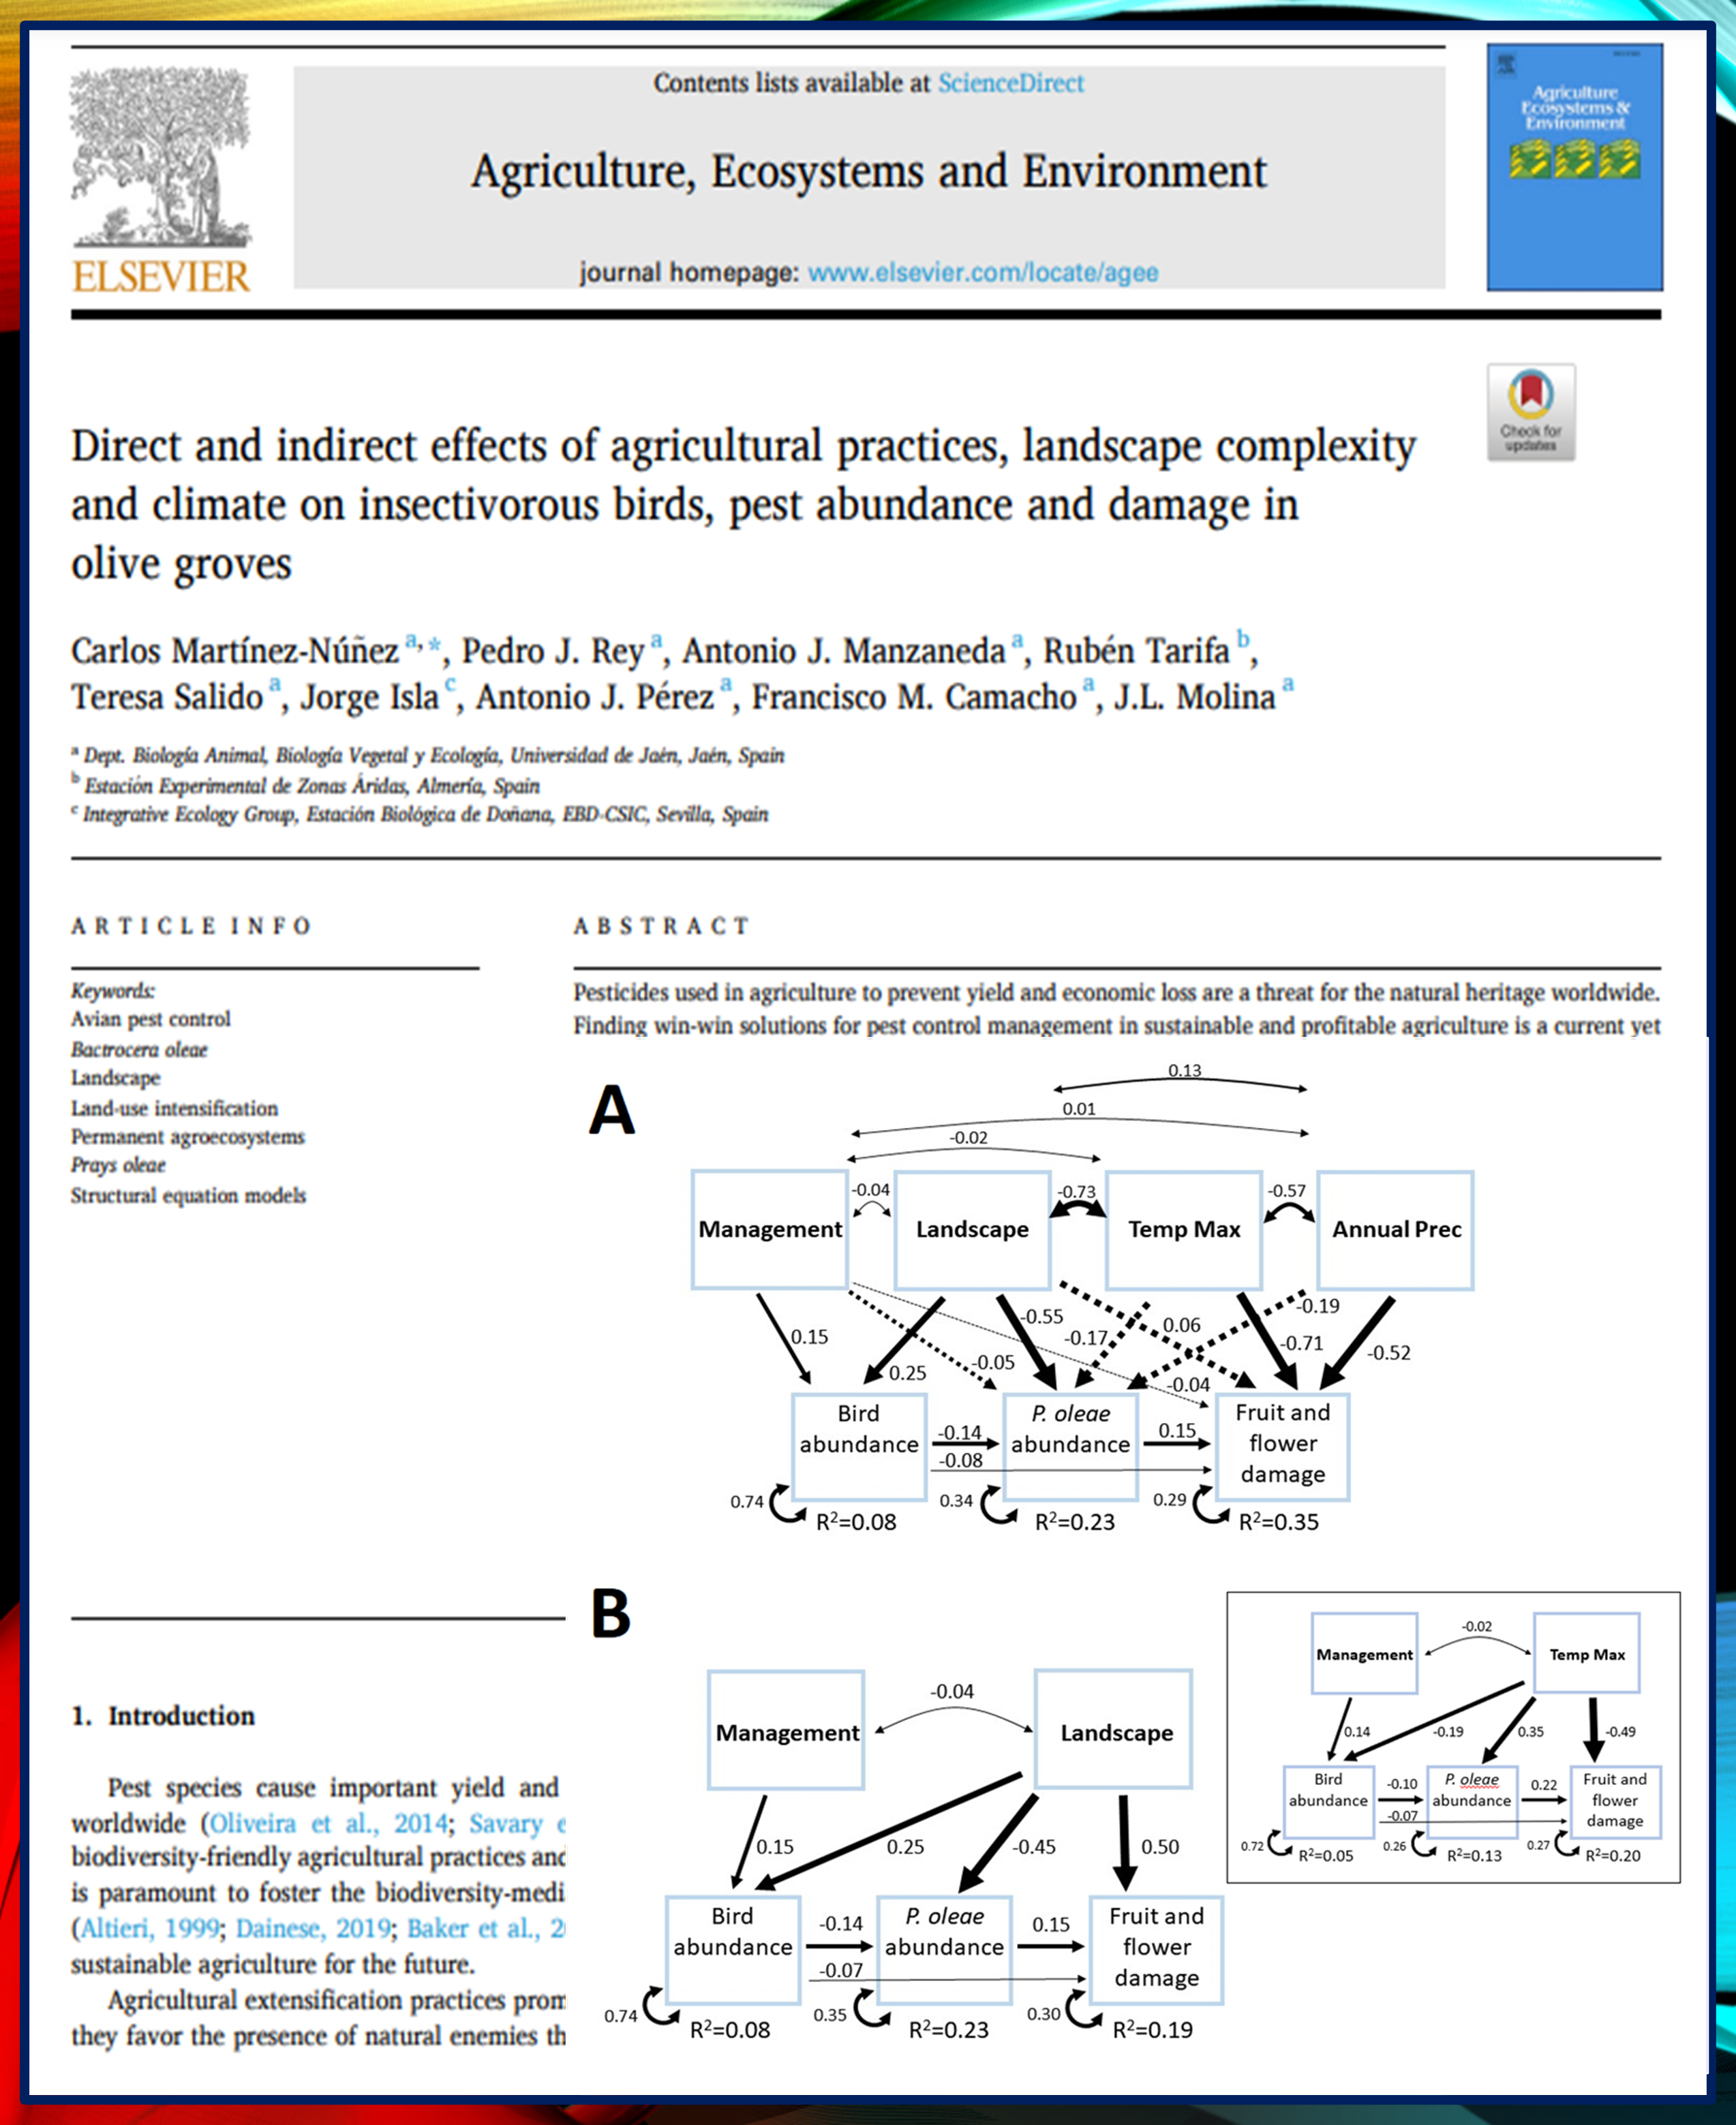 Contents lists available at ScienceDirect
Agriculture, Ecosystems and Environment
journal homepage: www.elsevier.com/locate/agee
ELSEVIER
Agriculture
Ecosystems &
Environment
Check for
updates
Direct and indirect effects of agricultural practices, landscape complexity
and climate on insectivorous birds, pest abundance and damage in
olive groves
Carlos Martínez-Núñez a,*, Pedro J. Rey a, Antonio J. Manzaneda a, Rubén Tarifa b,
Teresa Salido a, Jorge Isla c, Antonio J. Pérez a, Francisco M. Camacho a, J.L. Molina a
a Dept. Biología Animal, Biología Vegetal y Ecología, Universidad de Jaén, Jaén, Spain
b Estación Experimental de Zonas Áridas, Almería, Spain
c Integrative Ecology Group, Estación Biológica de Doñana, EBD-CSIC, Sevilla, Spain
ARTICLE INFO
Keywords:
Avian pest control
Bactrocera oleae
Landscape
Land-use intensification
Permanent agroecosystems
Prays oleae
Structural equation models
ABSTRACT
Pesticides used in agriculture to prevent yield and economic loss are a threat for the natural heritage worldwide.
Finding win-win solutions for pest control management in sustainable and profitable agriculture is a current yet
A
0.13
0.01
-0.02
-0.04
-0.73
-0.57
Management
Landscape
Temp Max
Annual Prec
0.15
0.25
-0.05
-0.55
-0.17
0.06
-0.04
-0.19
-0.71
-0.52
Bird
abundance
P. oleae
abundance
Fruit and
flower
damage
-0.14
-0.08
0.15
0.74
R²=0.08
0.34
R²=0.23
0.29
R²=0.35
B
Management
-0.04
Landscape
0.15
0.25
-0.45
0.50
Bird
abundance
P. oleae
abundance
Fruit and
flower
damage
-0.14
-0.07
0.15
0.74
R²=0.08
0.35
R²=0.23
0.30
R²=0.19
Management
-0.02
Temp Max
0.14
-0.19
0.35
-0.49
Bird
abundance
P. oleae
abundance
Fruit and
flower
damage
-0.10
-0.07
0.22
0.72
R²=0.05
0.26
R²=0.13
0.27
R²=0.20
1. Introduction
Pest species cause important yield and
worldwide (Oliveira et al., 2014; Savary e
biodiversity-friendly agricultural practices and
is paramount to foster the biodiversity-medi
(Altieri, 1999; Dainese, 2019; Baker et al., 2
sustainable agriculture for the future.
Agricultural extensification practices prom
they favor the presence of natural enemies th